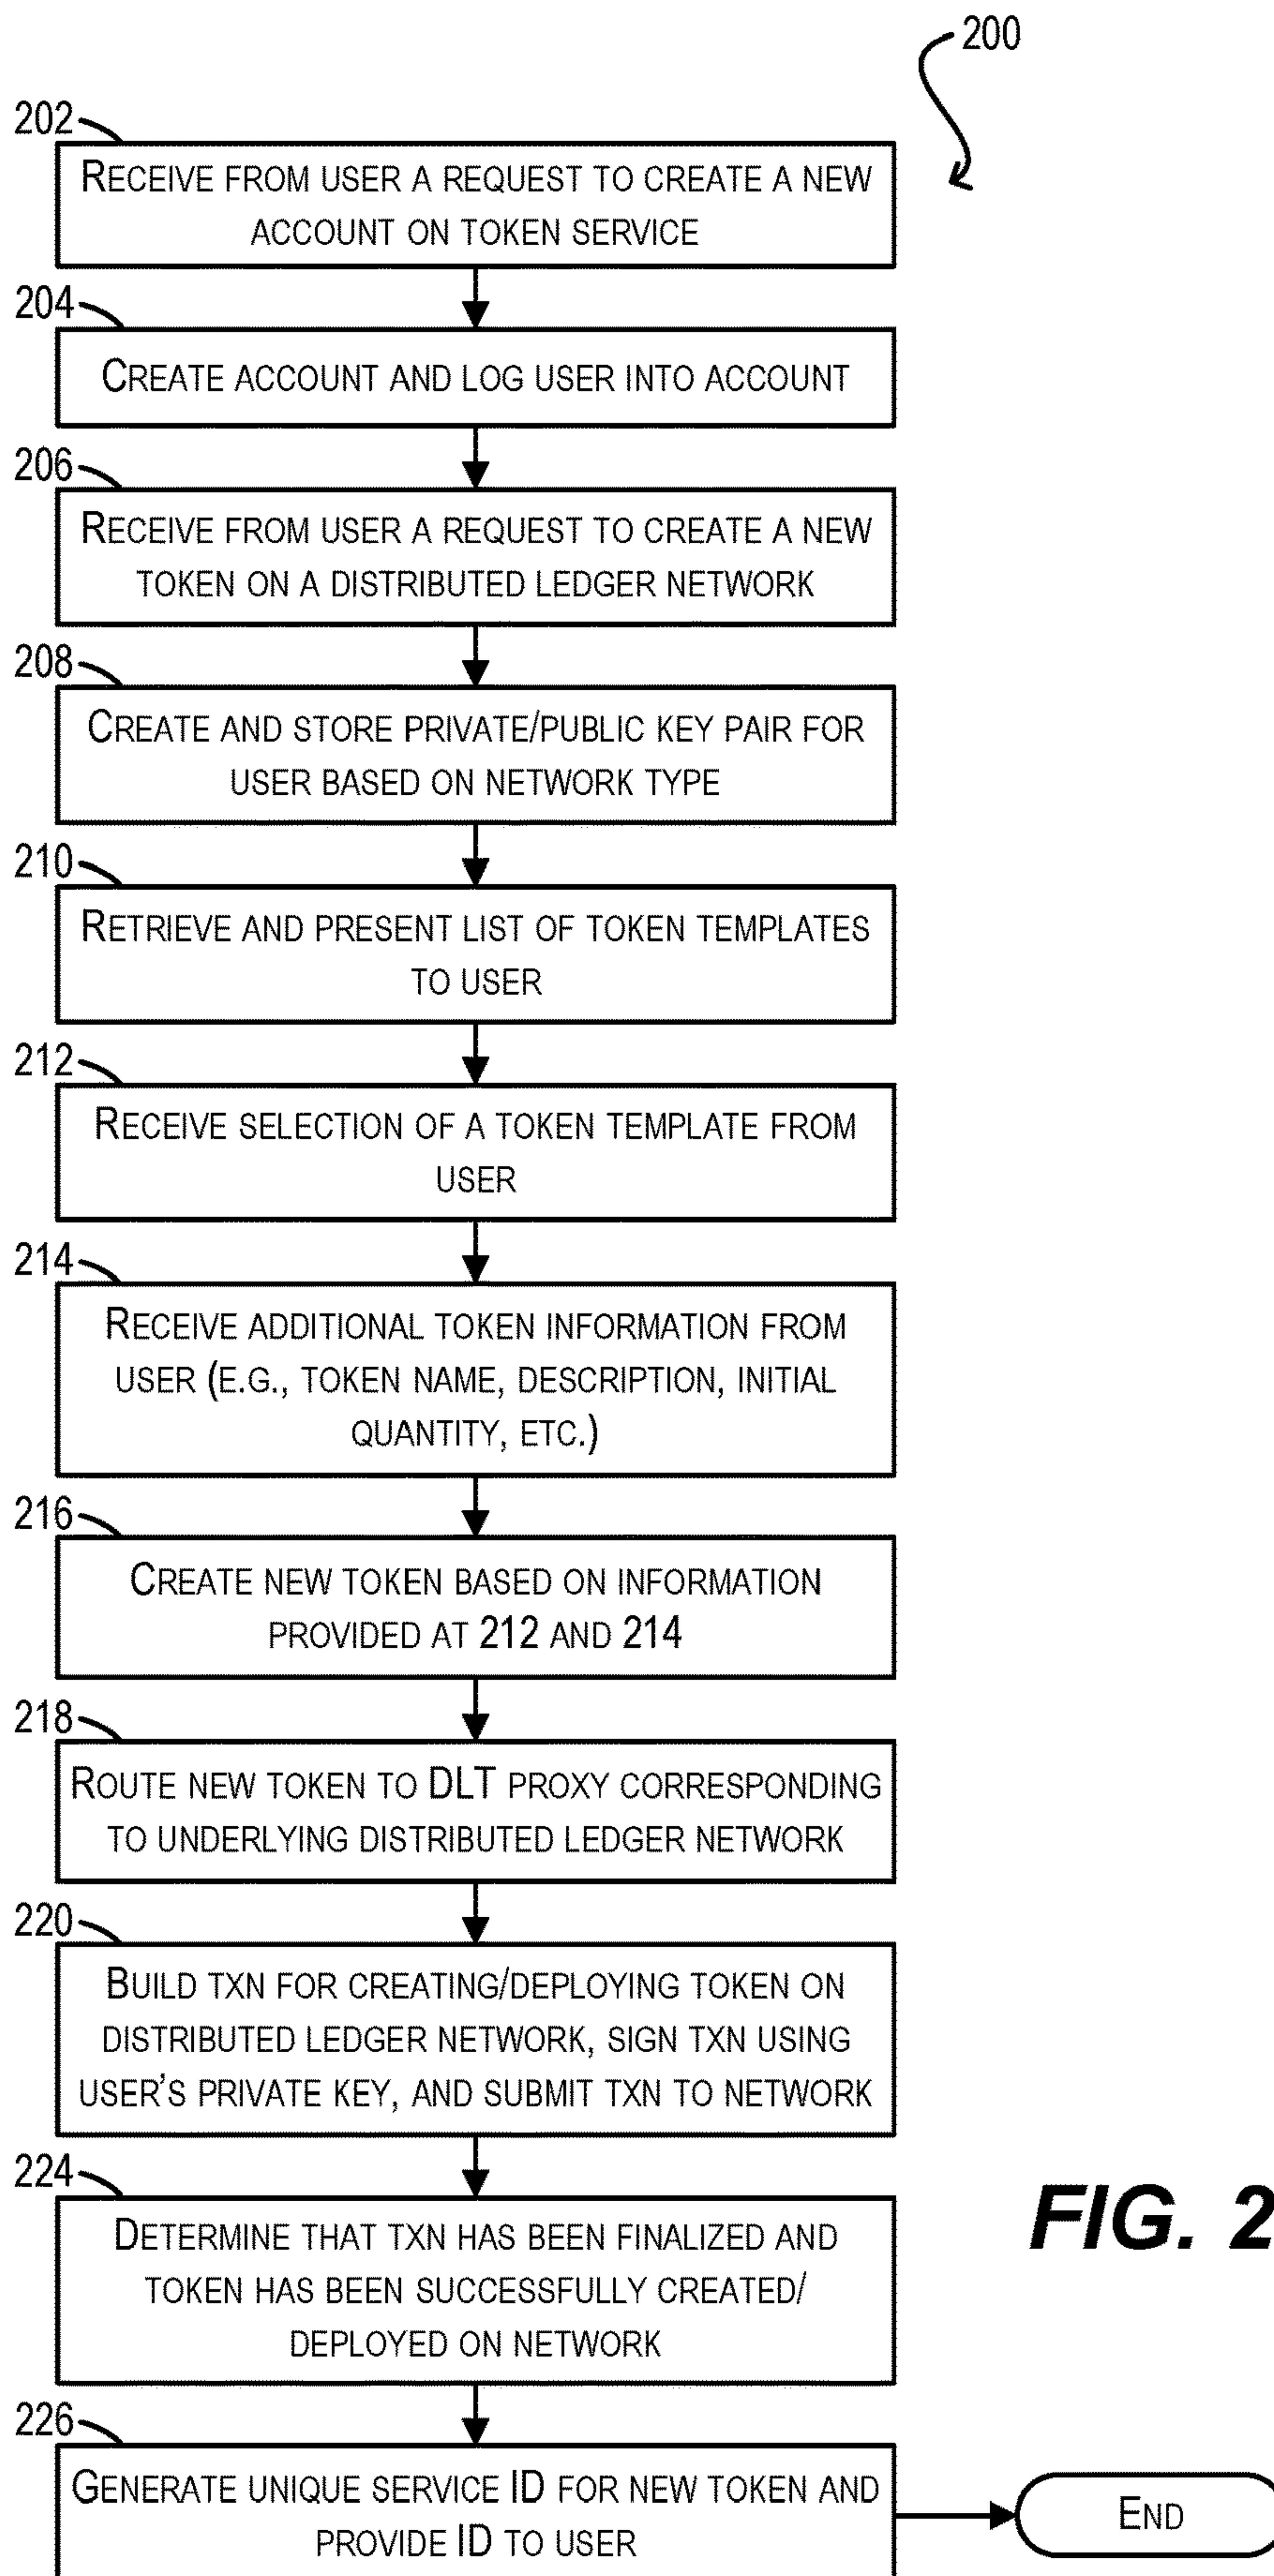 200
202
RECEIVE FROM USER A REQUEST TO CREATE A NEW
ACCOUNT ON TOKEN SERVICE
204
CREATE ACCOUNT AND LOG USER INTO ACCOUNT
206
RECEIVE FROM USER A REQUEST TO CREATE A NEW
TOKEN ON A DISTRIBUTED LEDGER NETWORK
208
CREATE AND STORE PRIVATE/PUBLIC KEY PAIR FOR
USER BASED ON NETWORK TYPE
210
RETRIEVE AND PRESENT LIST OF TOKEN TEMPLATES
TO USER
212
RECEIVE SELECTION OF A TOKEN TEMPLATE FROM
USER
214
RECEIVE ADDITIONAL TOKEN INFORMATION FROM
USER (E.G., TOKEN NAME, DESCRIPTION, INITIAL
QUANTITY, ETC.)
216
CREATE NEW TOKEN BASED ON INFORMATION
PROVIDED AT 212 AND 214
218
ROUTE NEW TOKEN TO DLT PROXY CORRESPONDING
TO UNDERLYING DISTRIBUTED LEDGER NETWORK
220
BUILD TXN FOR CREATING/DEPLOYING TOKEN ON
DISTRIBUTED LEDGER NETWORK, SIGN TXN USING
USER'S PRIVATE KEY, AND SUBMIT TXN TO NETWORK
224
DETERMINE THAT TXN HAS BEEN FINALIZED AND
TOKEN HAS BEEN SUCCESSFULLY CREATED/
DEPLOYED ON NETWORK
FIG. 2
226
GENERATE UNIQUE SERVICE ID FOR NEW TOKEN AND
PROVIDE ID TO USER
END